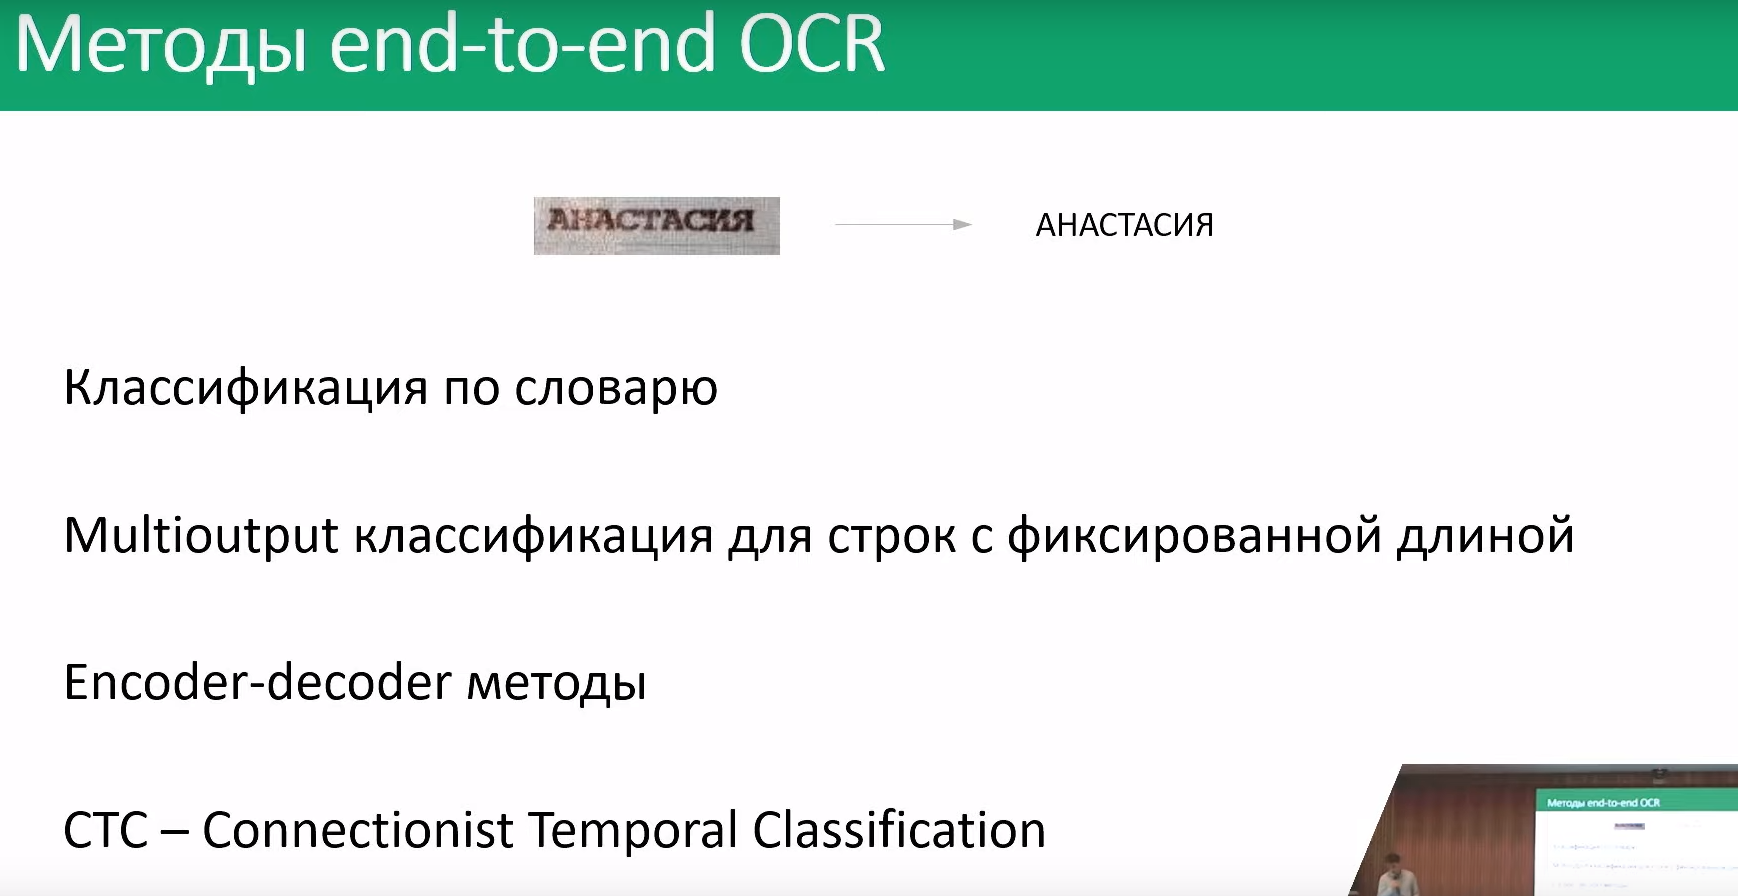 Методы end-to-end OCR
АНАСТАСИЯ
АНАСТАСИЯ
Классификация по словарю
Multioutput классификация для строк с фиксированной длиной
Encoder-decoder методы
CTC – Connectionist Temporal Classification
Методы end-to-end OCR